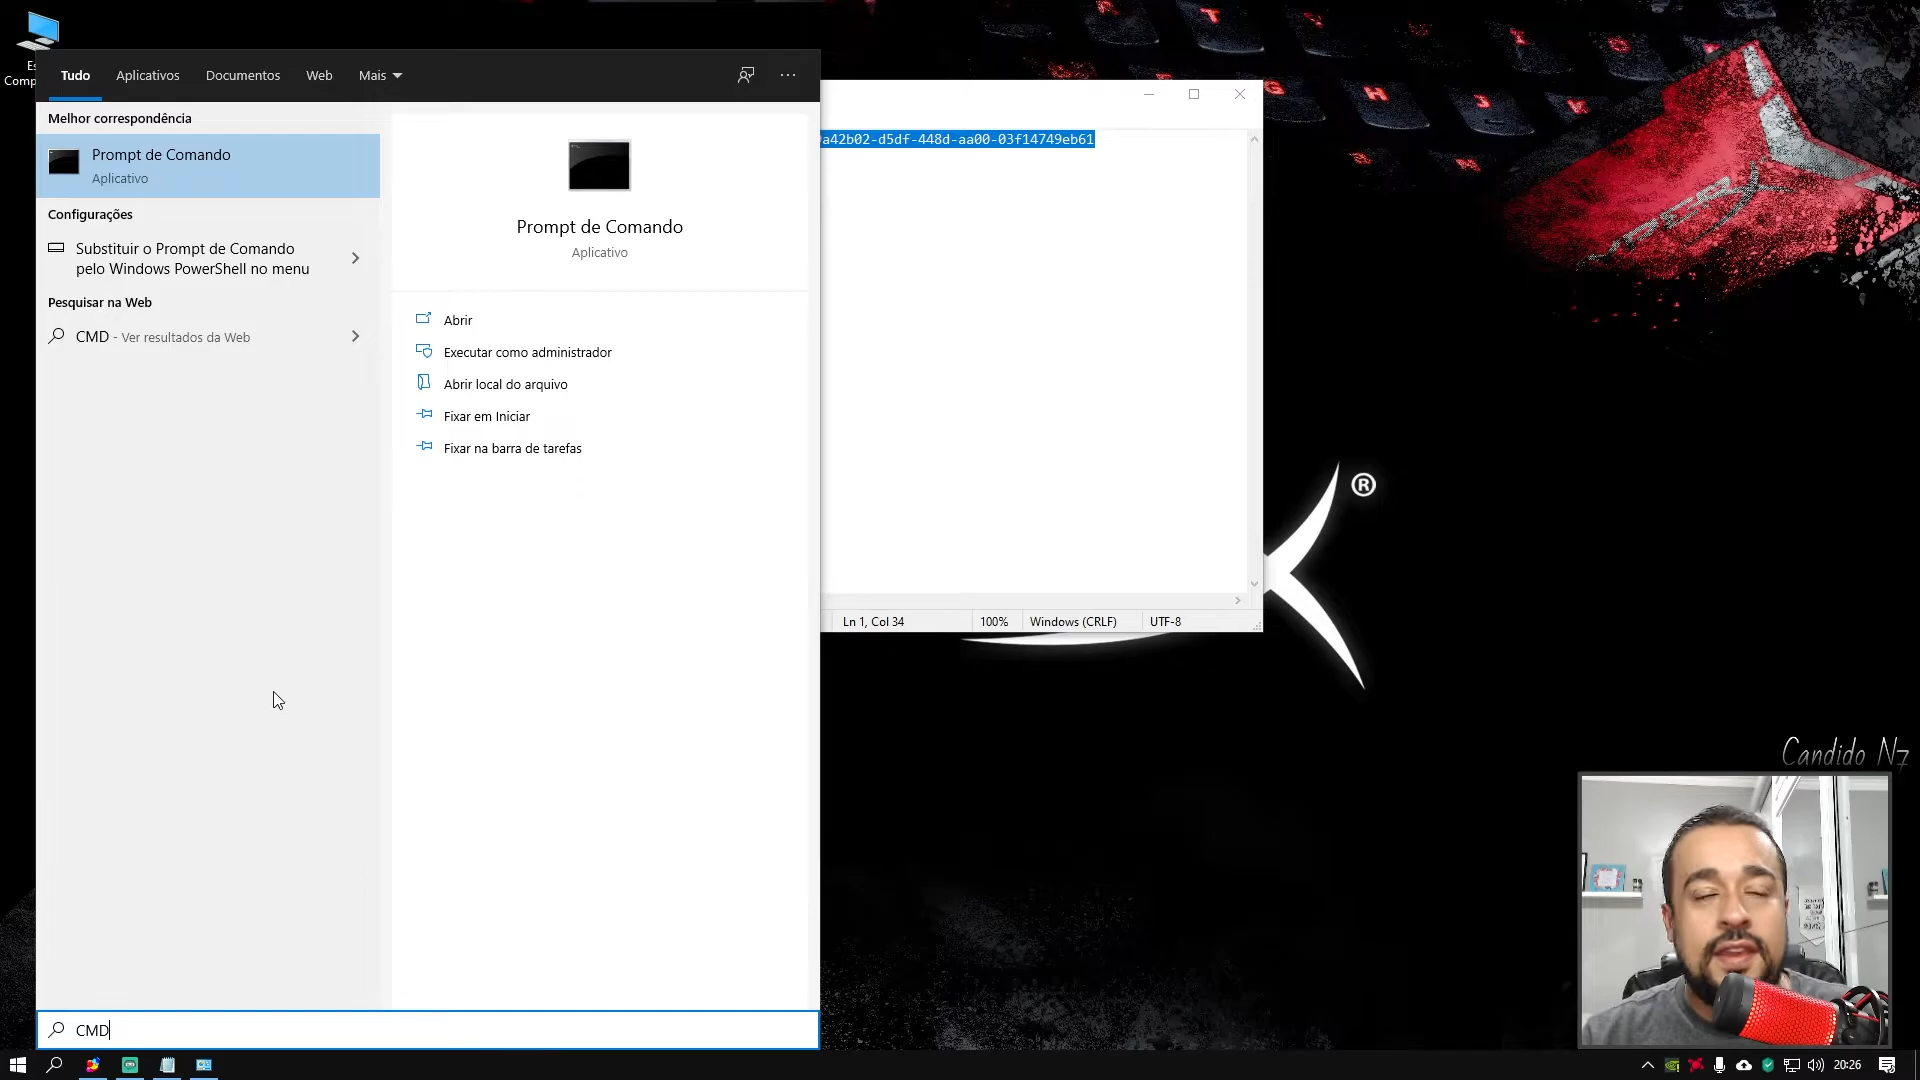 Tudo
Aplicativos
Documentos
Web
Mais
Melhor correspondência
Prompt de Comando
Aplicativo
Configurações
Substituir o Prompt de Comando
pelo Windows PowerShell no menu
Pesquisar na Web
CMD - Ver resultados da Web
Prompt de Comando
Aplicativo
Abrir
Executar como administrador
Abrir local do arquivo
Fixar em Iniciar
Fixar na barra de tarefas
a42b02-d5df-448d-aa00-03f14749eb61
Ln 1, Col 34
100%
Windows (CRLF)
UTF-8
®
Candido N7
CMD
20:26